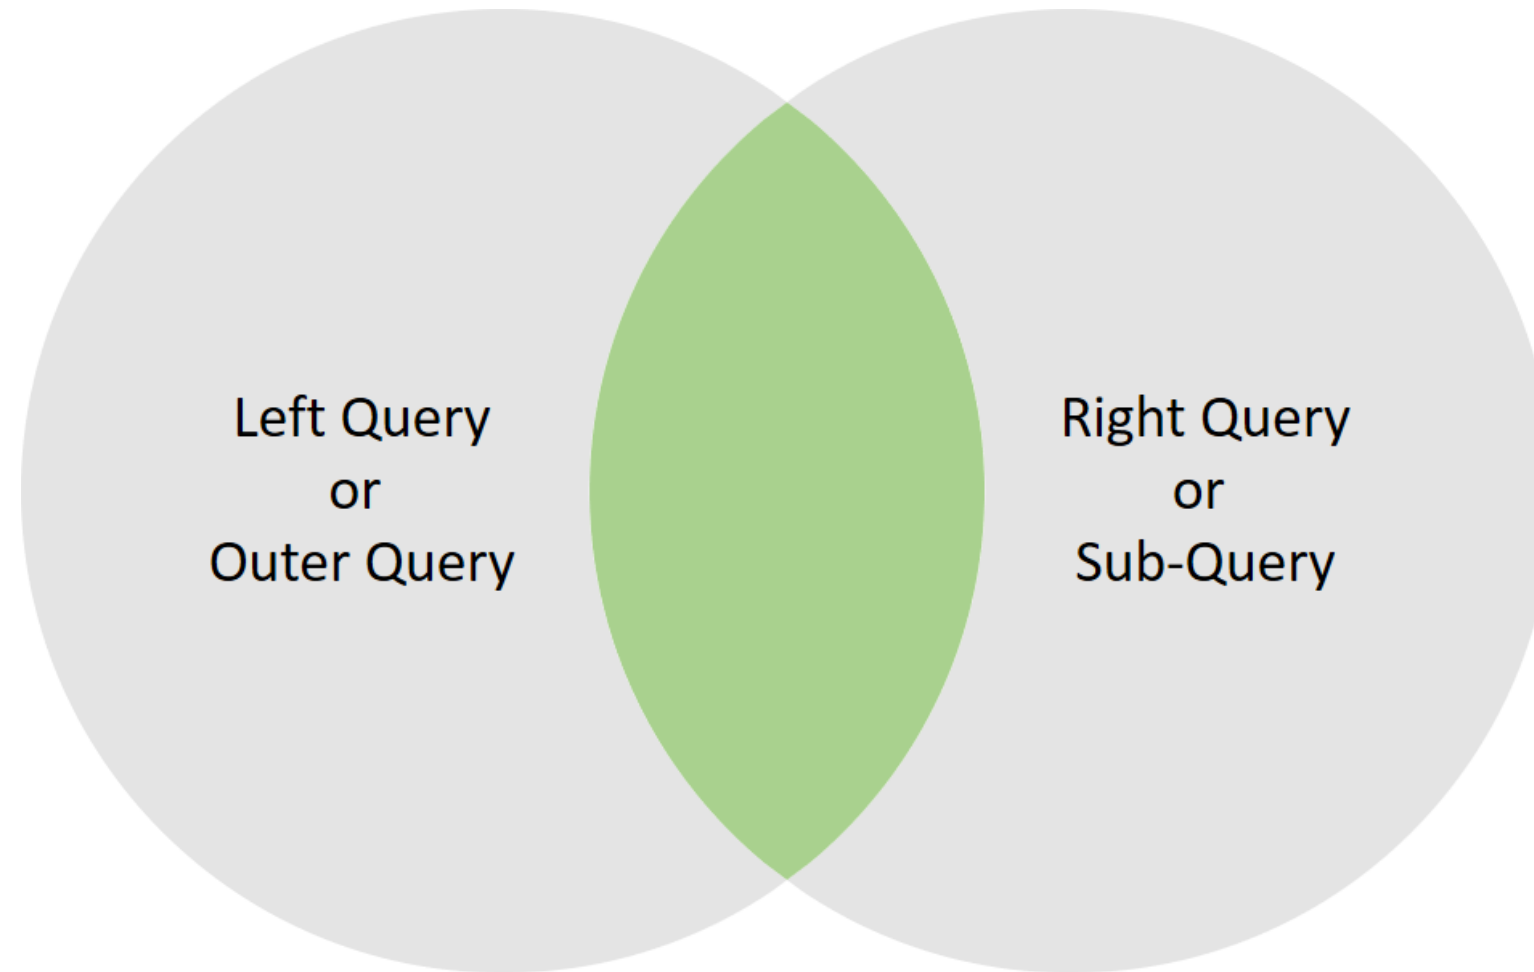 Left Query
or
Outer Query
Right Query
or
Sub-Query